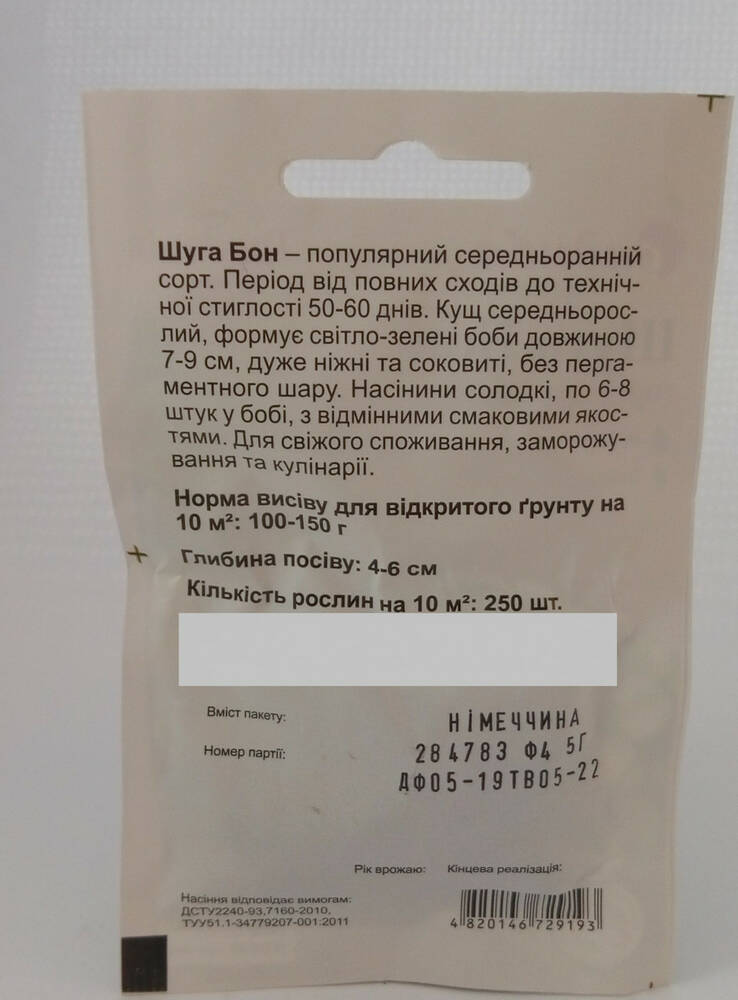 Шуга Бон – популярний середньоранній
сорт. Період від повних сходів до техніч-
ної стиглості 50-60 днів. Кущ середньорос-
лий, формує світло-зелені боби довжиною
7-9 см, дуже ніжні та соковиті, без перга-
ментного шару. Насінини солодкі, по 6-8
штук у бобі, з відмінними смаковими якос-
тями. Для свіжого споживання, заморожу-
вання та кулінарії.
Норма висіву для відкритого ґрунту на
10 м²: 100-150 г
Глибина посіву: 4-6 см
Кількість рослин на 10 м²: 250 шт.
Вміст пакету:
НІМЕЧЧИНА
Номер партії:
284783 Ф4 5Г
ДФ05-19ТВ05-22
Рік врожаю: Кінцева реалізація:
Насіння відповідає вимогам:
ДСТУ2240-93,7160-2010,
ТУУ51.1-34779207-001:2011
4820146729193